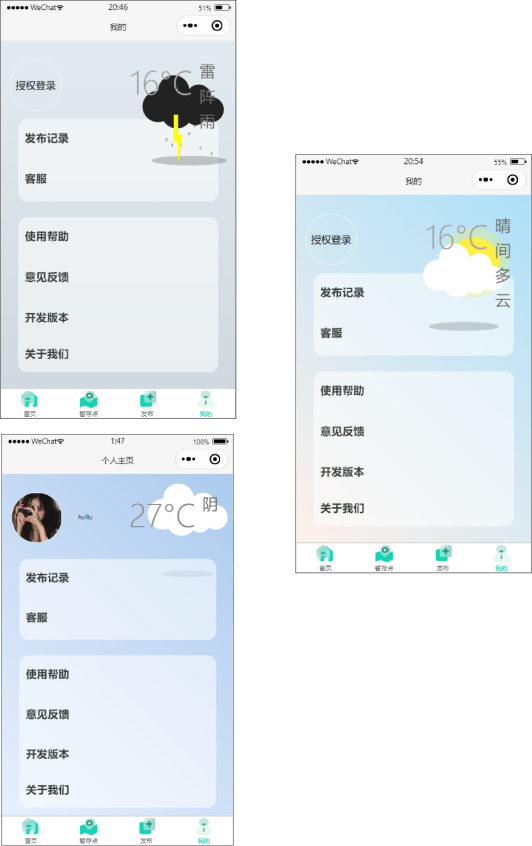 WeChat 20:46 51%
我的
授权登录
16°C
雷阵雨
发布记录
客服
使用帮助
意见反馈
开发版本
关于我们
首页 暂存点 发布 我的
WeChat 20:54 55%
我的
授权登录
16°C
晴间多云
发布记录
客服
使用帮助
意见反馈
开发版本
关于我们
首页 暂存点 发布 我的
WeChat 1:47 100%
个人主页
hello
27°C
阴
发布记录
客服
使用帮助
意见反馈
开发版本
关于我们
首页 暂存点 发布 我的